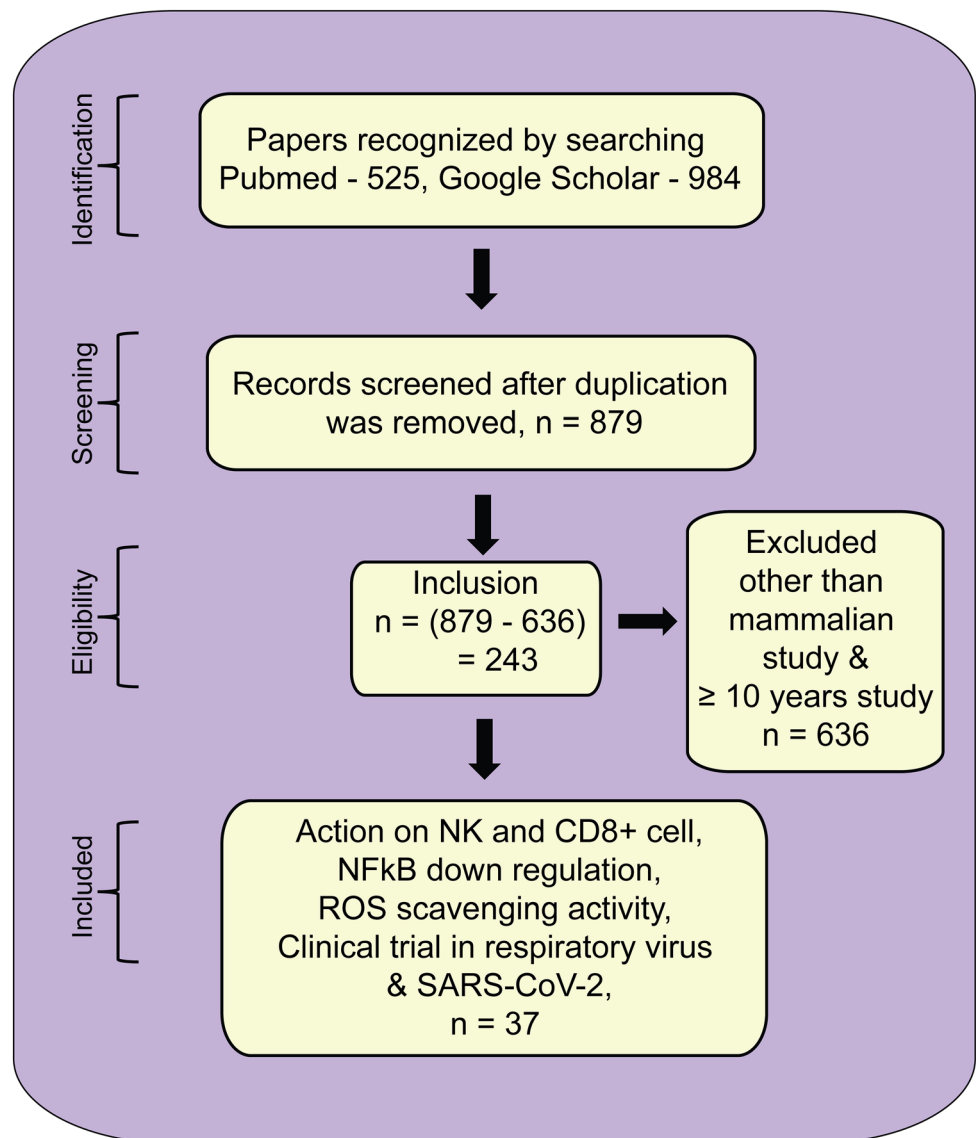 Identification
Papers recognized by searching
Pubmed - 525, Google Scholar - 984
Screening
Records screened after duplication
was removed, n = 879
Eligibility
Inclusion
n = (879 - 636)
= 243
Excluded
other than
mammalian
study &
≥ 10 years study
n = 636
Included
Action on NK and CD8+ cell,
NFkB down regulation,
ROS scavenging activity,
Clinical trial in respiratory virus
& SARS-CoV-2,
n = 37